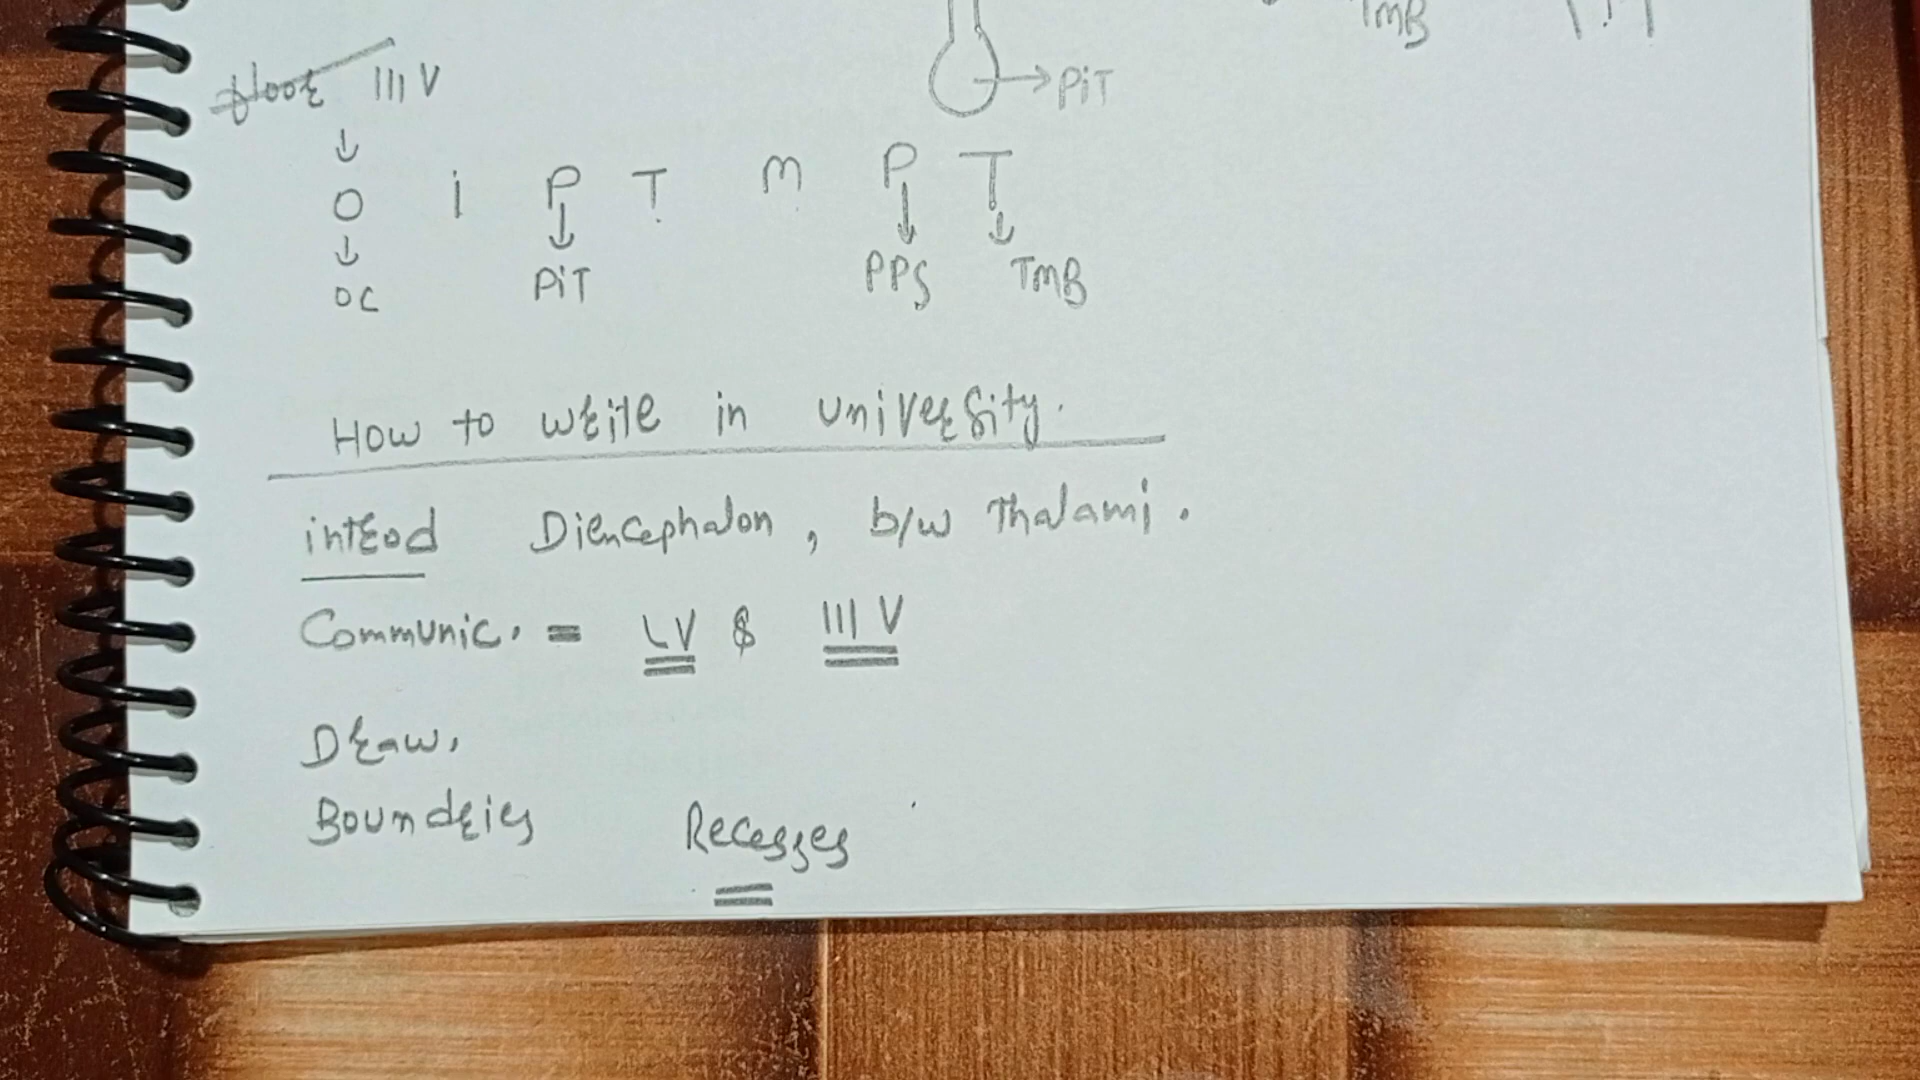 TMB
→PiT
floor III V
↓
O i P T m P T
↓ ↓ ↓ ↓
OC PiT PPS TMB
How to write in university.
introd Diencephalon, b/w Thalami.
Communic. = LV & III V
Draw.
Boundries Recesses